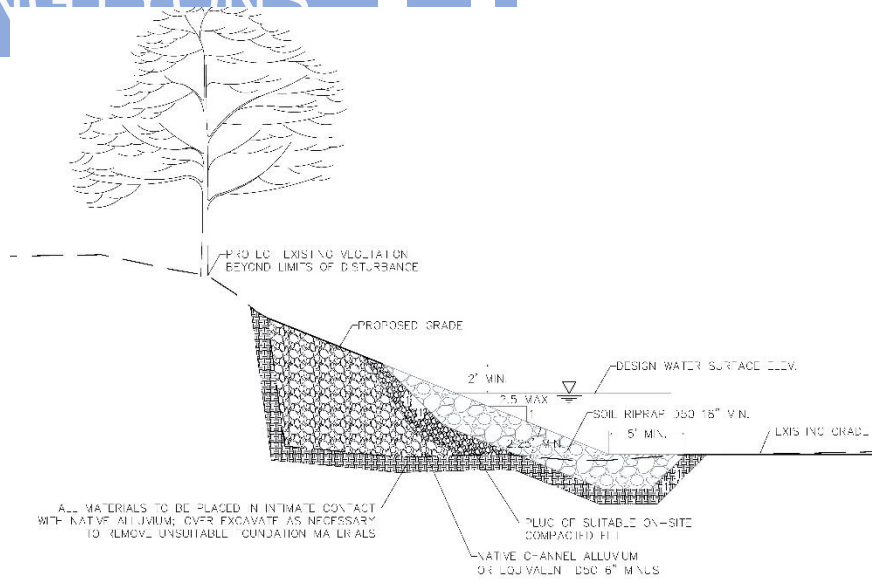 PROTECT EXISTING VEGETATION
BEYOND LIMITS OF DISTURBANCE
PROPOSED GRADE
DESIGN WATER SURFACE ELEV.
2' MIN.
2.5 MAX
1
SOIL RIPRAP D50 18" MIN.
2.25' MIN.
5' MIN.
EXISTING GRADE
ALL MATERIALS TO BE PLACED IN INTIMATE CONTACT
WITH NATIVE ALLUVIUM; OVER EXCAVATE AS NECESSARY
TO REMOVE UNSUITABLE FOUNDATION MATERIALS
PLUG OF SUITABLE ON-SITE
COMPACTED FILL
NATIVE CHANNEL ALLUVIUM
OR EQUIVALENT D50 6" MINUS